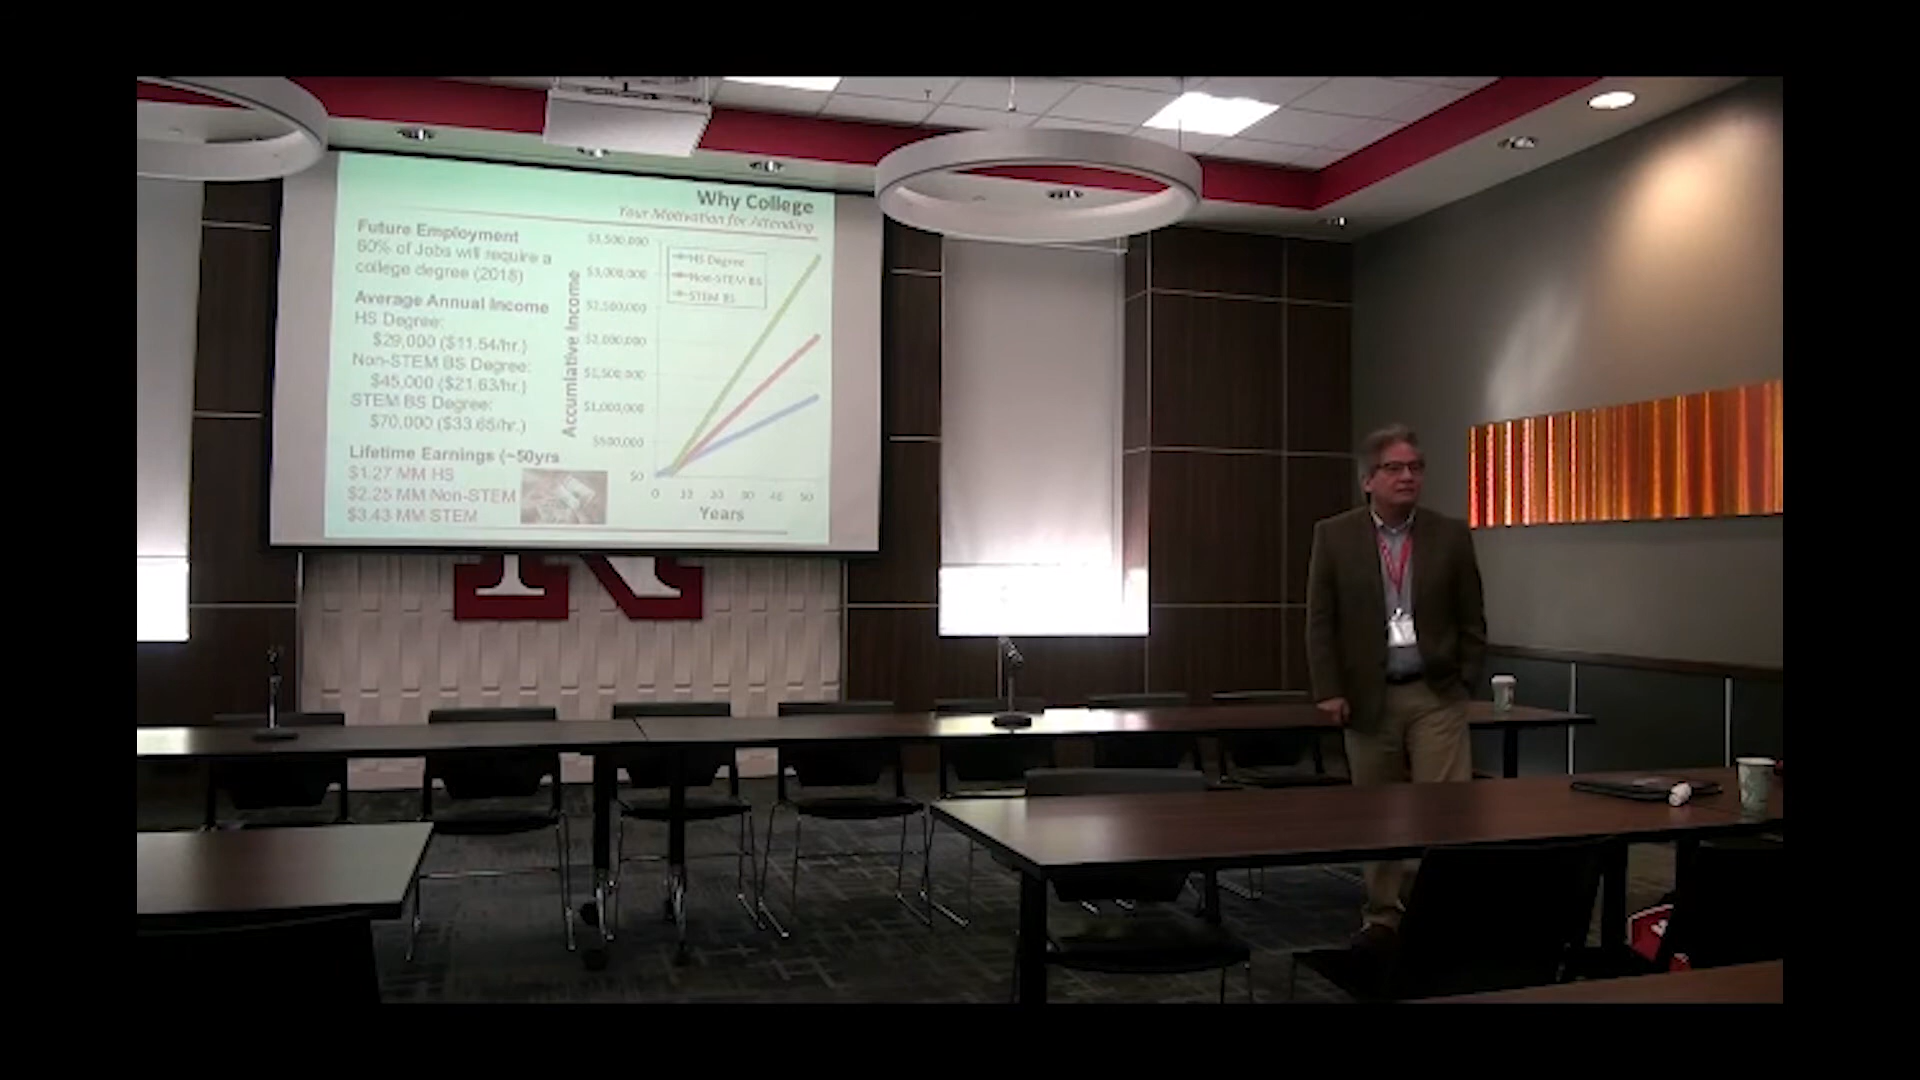 Why College
Your Motivation for Attending
Future Employment
60% of Jobs will require a
college degree (2018)
Average Annual Income
HS Degree:
$29,000 ($11.54/hr.)
Non-STEM BS Degree:
$45,000 ($21.63/hr.)
STEM BS Degree:
$70,000 ($33.65/hr.)
Lifetime Earnings (~50yrs
$1.27 MM HS
$2.25 MM Non-STEM
$3.43 MM STEM
Accumlative Income
$3,500,000
$3,000,000
$2,500,000
$2,000,000
$1,500,000
$1,000,000
$500,000
$0
HS Degree
Non-STEM BS
STEM BS
0 10 20 30 40 50
Years
N